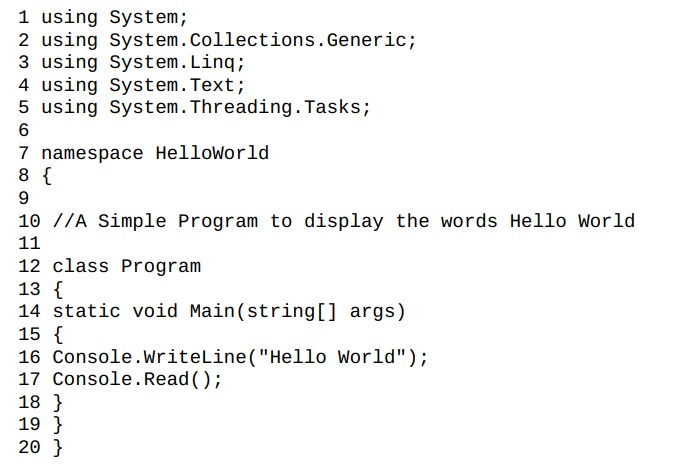 1 using System;
2 using System.Collections.Generic;
3 using System.Linq;
4 using System.Text;
5 using System.Threading.Tasks;
6
7 namespace HelloWorld
8 {
9
10 //A Simple Program to display the words Hello World
11
12 class Program
13 {
14 static void Main(string[] args)
15 {
16 Console.WriteLine("Hello World");
17 Console.Read();
18 }
19 }
20 }